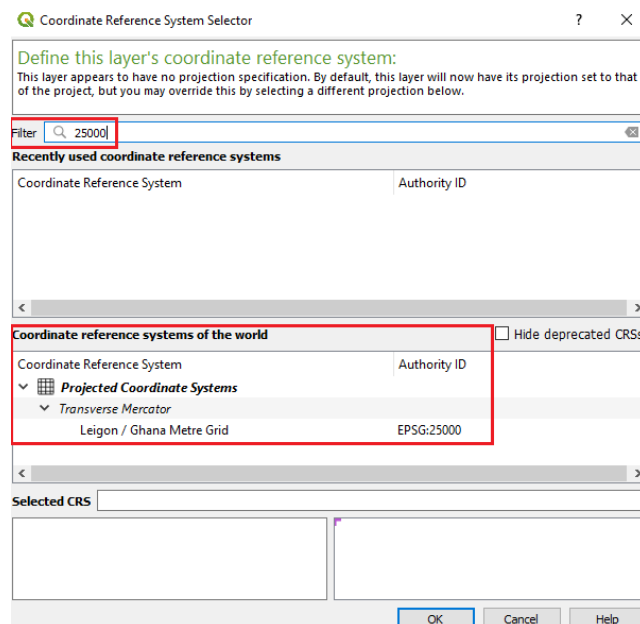 Coordinate Reference System Selector
Define this layer's coordinate reference system:
This layer appears to have no projection specification. By default, this layer will now have its projection set to that
of the project, but you may override this by selecting a different projection below.
Filter 25000
Recently used coordinate reference systems
Coordinate Reference System Authority ID
Coordinate reference systems of the world Hide deprecated CRSs
Coordinate Reference System Authority ID
Projected Coordinate Systems
Transverse Mercator
Leigon / Ghana Metre Grid EPSG:25000
Selected CRS
OK Cancel Help